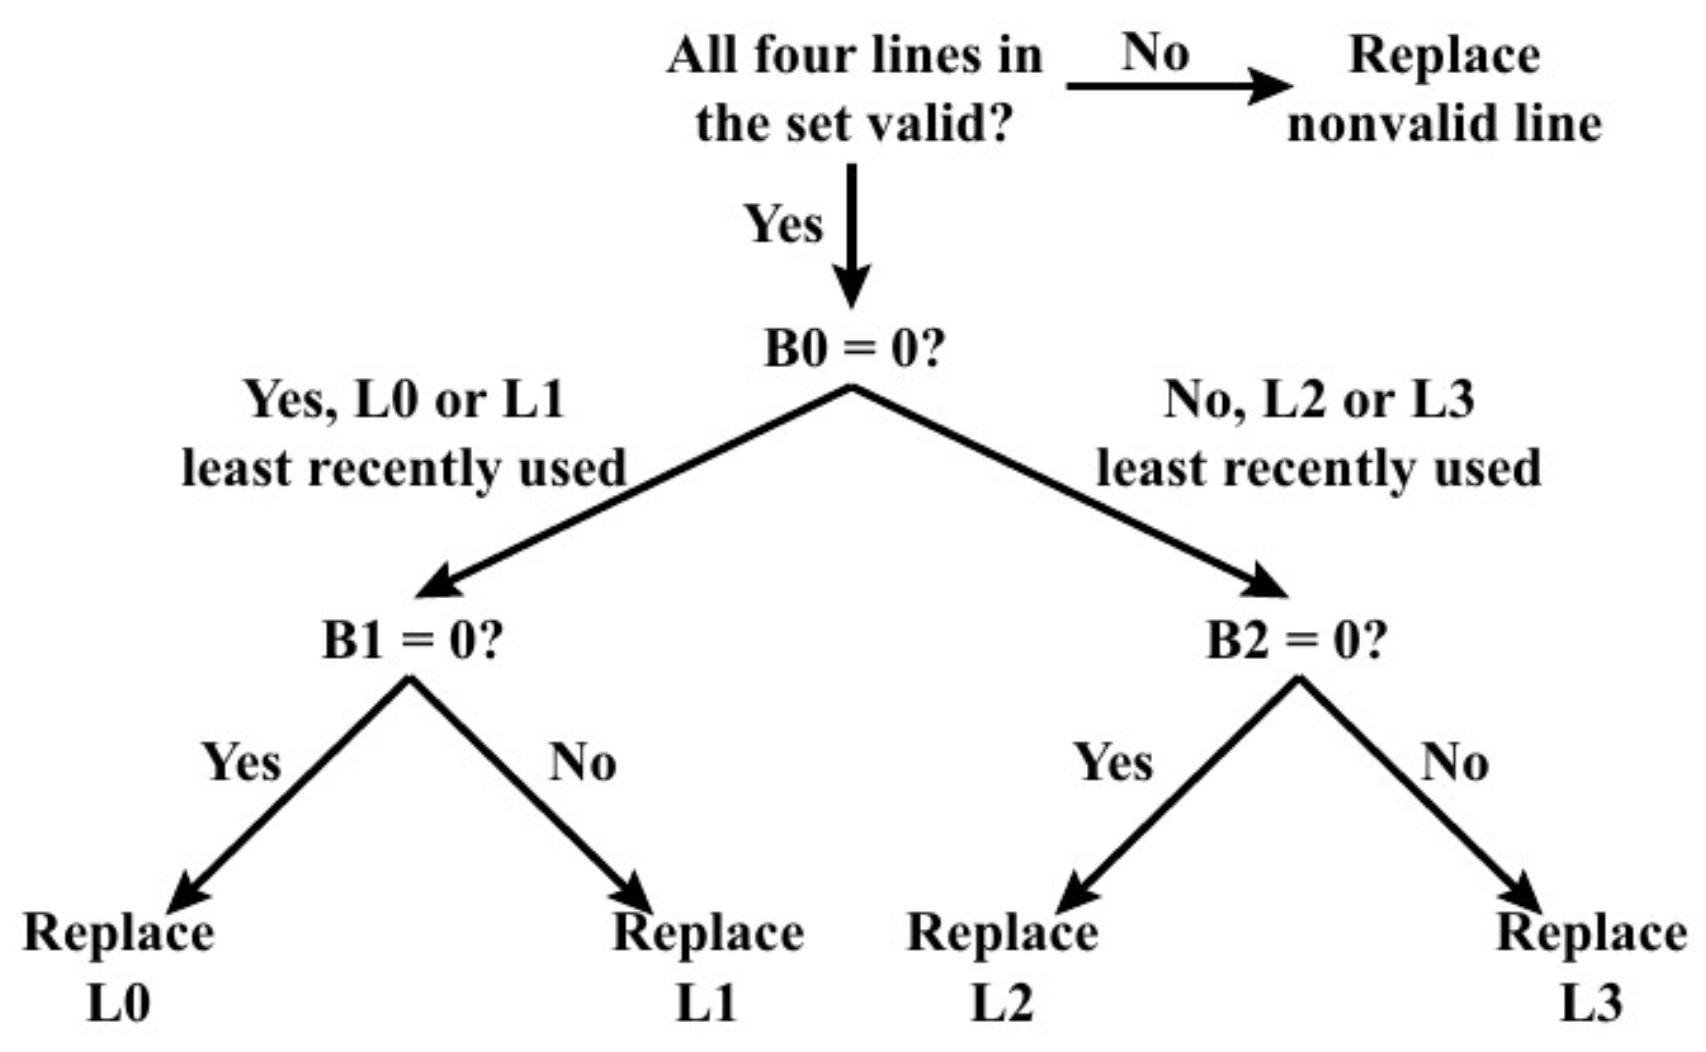 All four lines in
the set valid?
No
Replace
nonvalid line
Yes
B0 = 0?
Yes, L0 or L1
least recently used
No, L2 or L3
least recently used
B1 = 0?
B2 = 0?
Yes
No
Yes
No
Replace
L0
Replace
L1
Replace
L2
Replace
L3